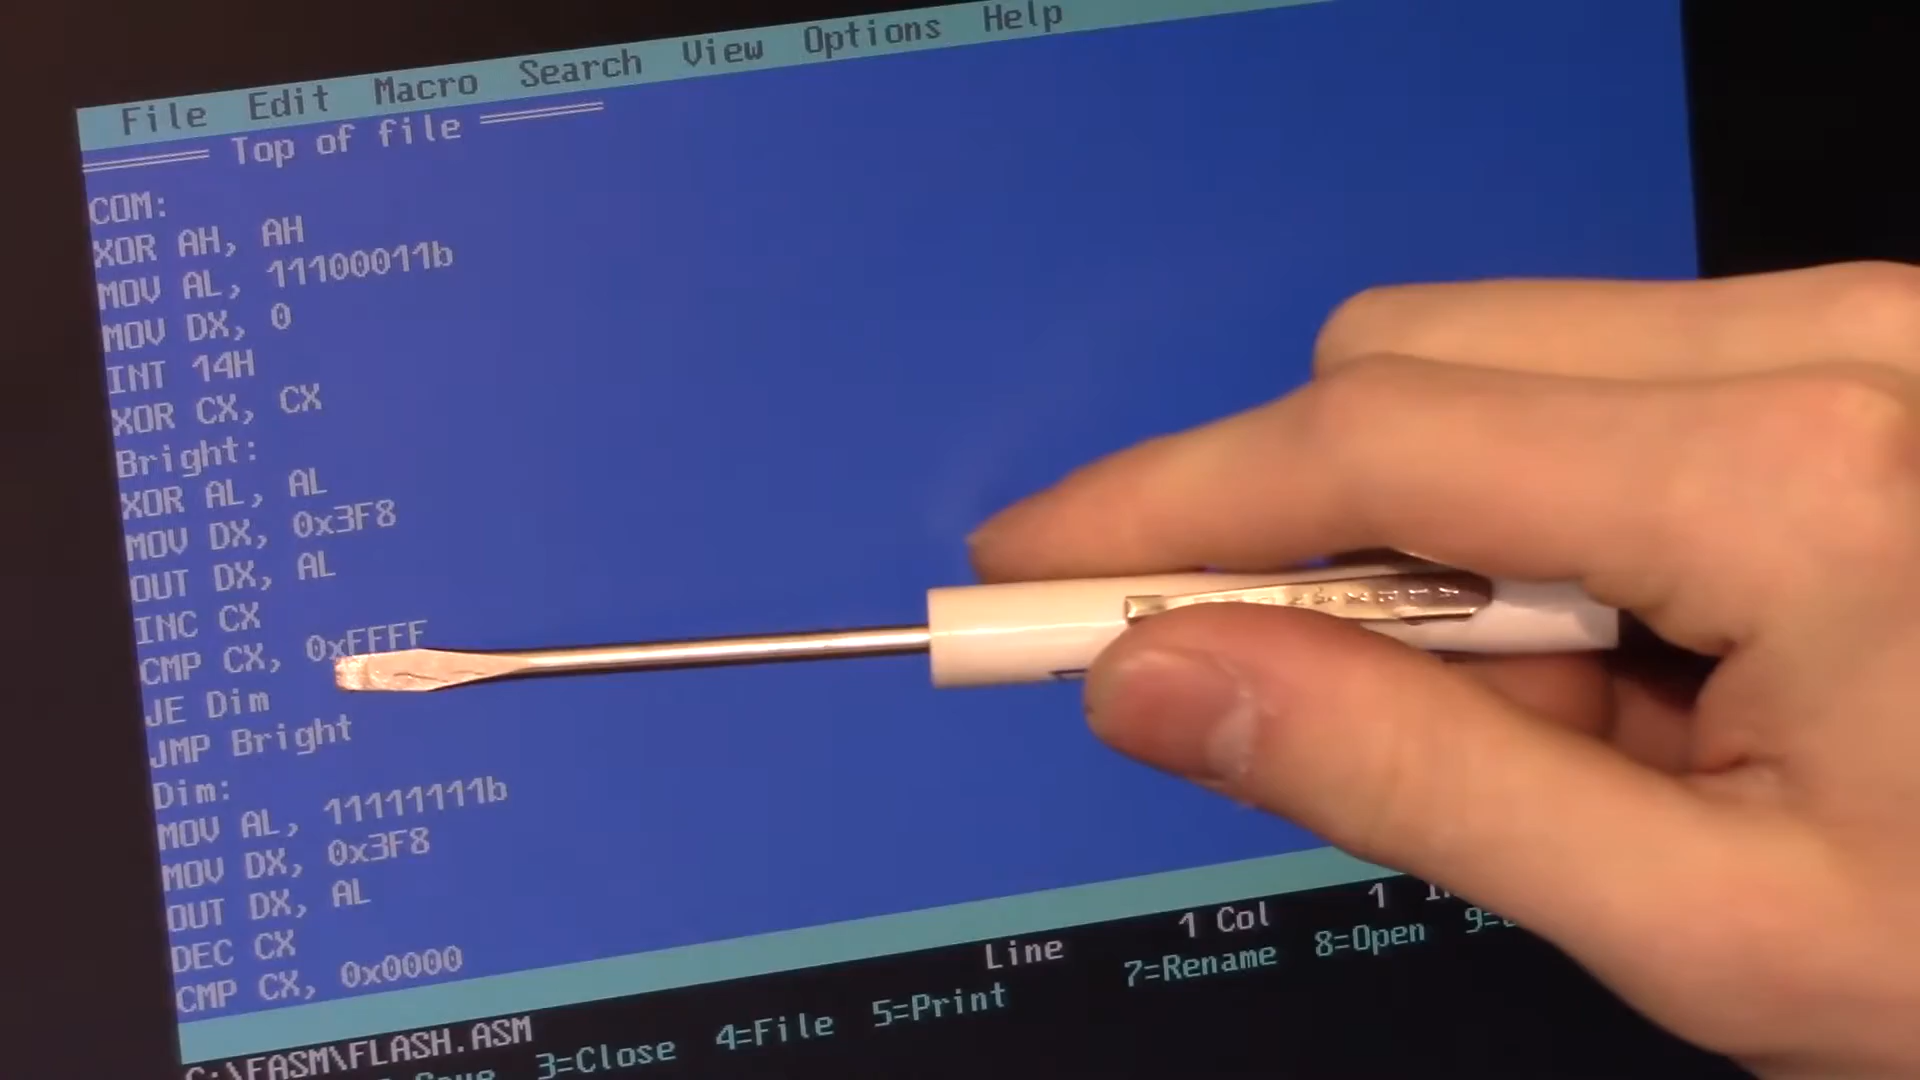 File Edit Macro Search View Options Help
Top of file
COM:
XOR AH, AH
MOV AL, 11100011b
MOV DX, 0
INT 14H
XOR CX, CX
Bright:
XOR AL, AL
MOV DX, 0x3F8
OUT DX, AL
INC CX
CMP CX, 0xFFFF
JE Dim
JMP Bright
Dim:
MOV AL, 11111111b
MOV DX, 0x3F8
OUT DX, AL
DEC CX
CMP CX, 0x0000
C:\FASM\FLASH.ASM Line 1 Col 1
Save 3=Close 4=File 5=Print 7=Rename 8=Open 9=